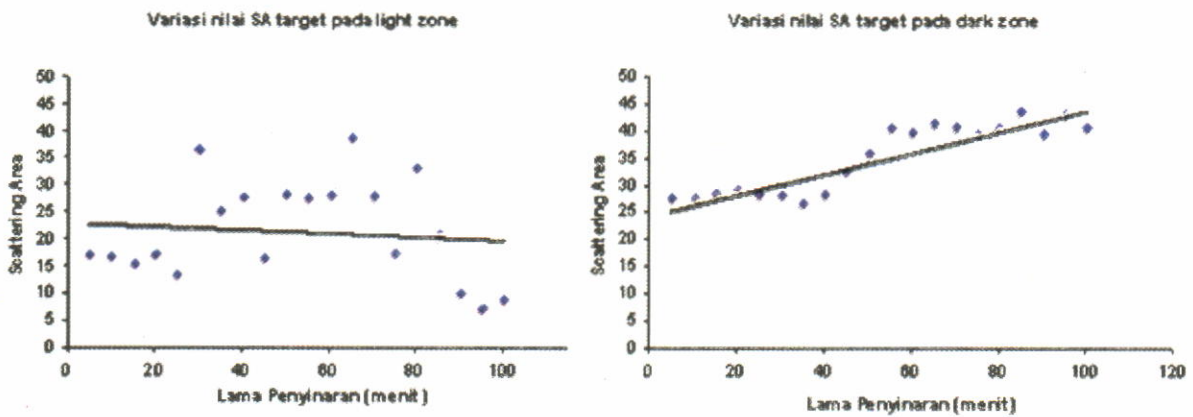 Variasi nilai SA target pada light zone
Scattering Area
50
45
40
35
30
25
20
15
10
5
0
0 20 40 60 80 100
Lama Penyinaran (menit)
Variasi nilai SA target pada dark zone
Scattering Area
50
45
40
35
30
25
20
15
10
5
0
0 20 40 60 80 100 120
Lama Penyinaran (menit)